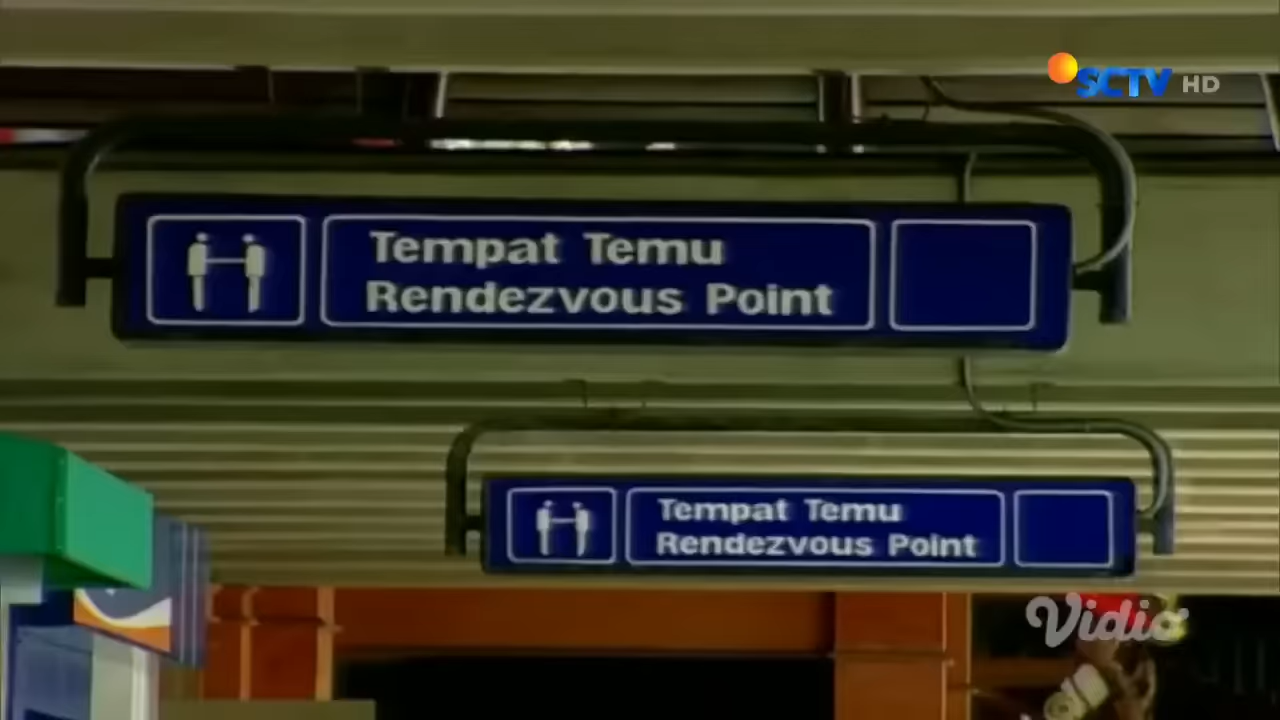 SCTV HD
Tempat Temu
Rendezvous Point
Tempat Temu
Rendezvous Point
Vidio